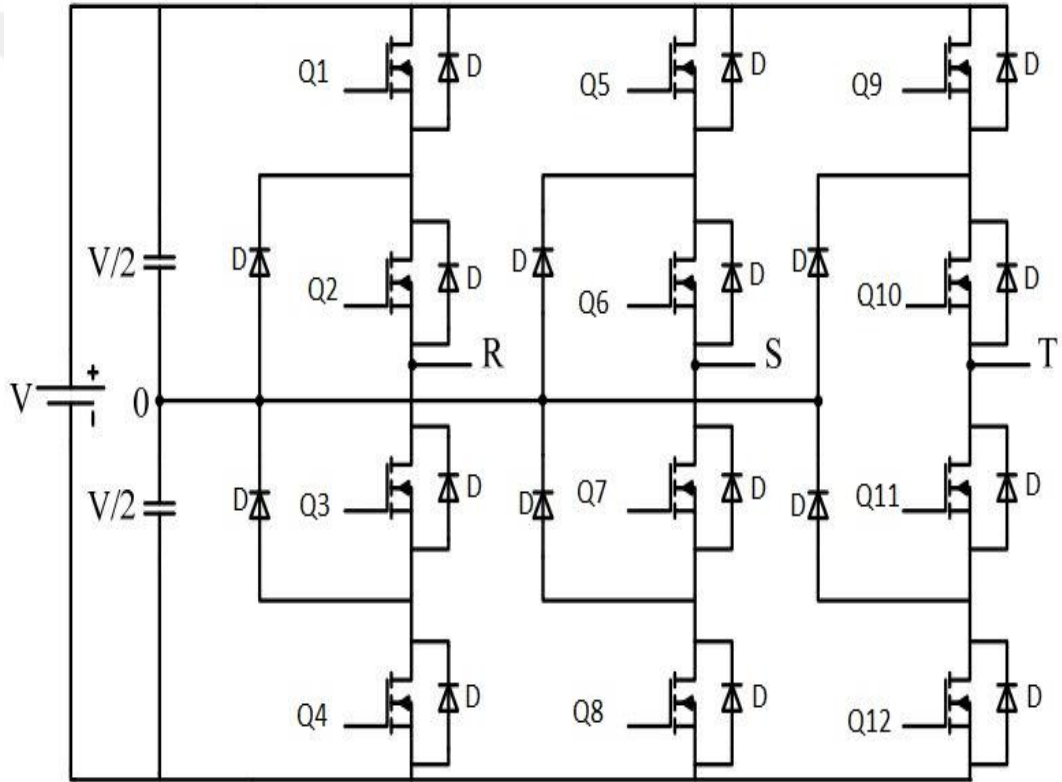 Q1 D Q5 D Q9 D
V/2 D Q2 D D Q6 D D Q10 D
R S T
V + - 0
V/2 D Q3 D D Q7 D D Q11 D
Q4 D Q8 D Q12 D